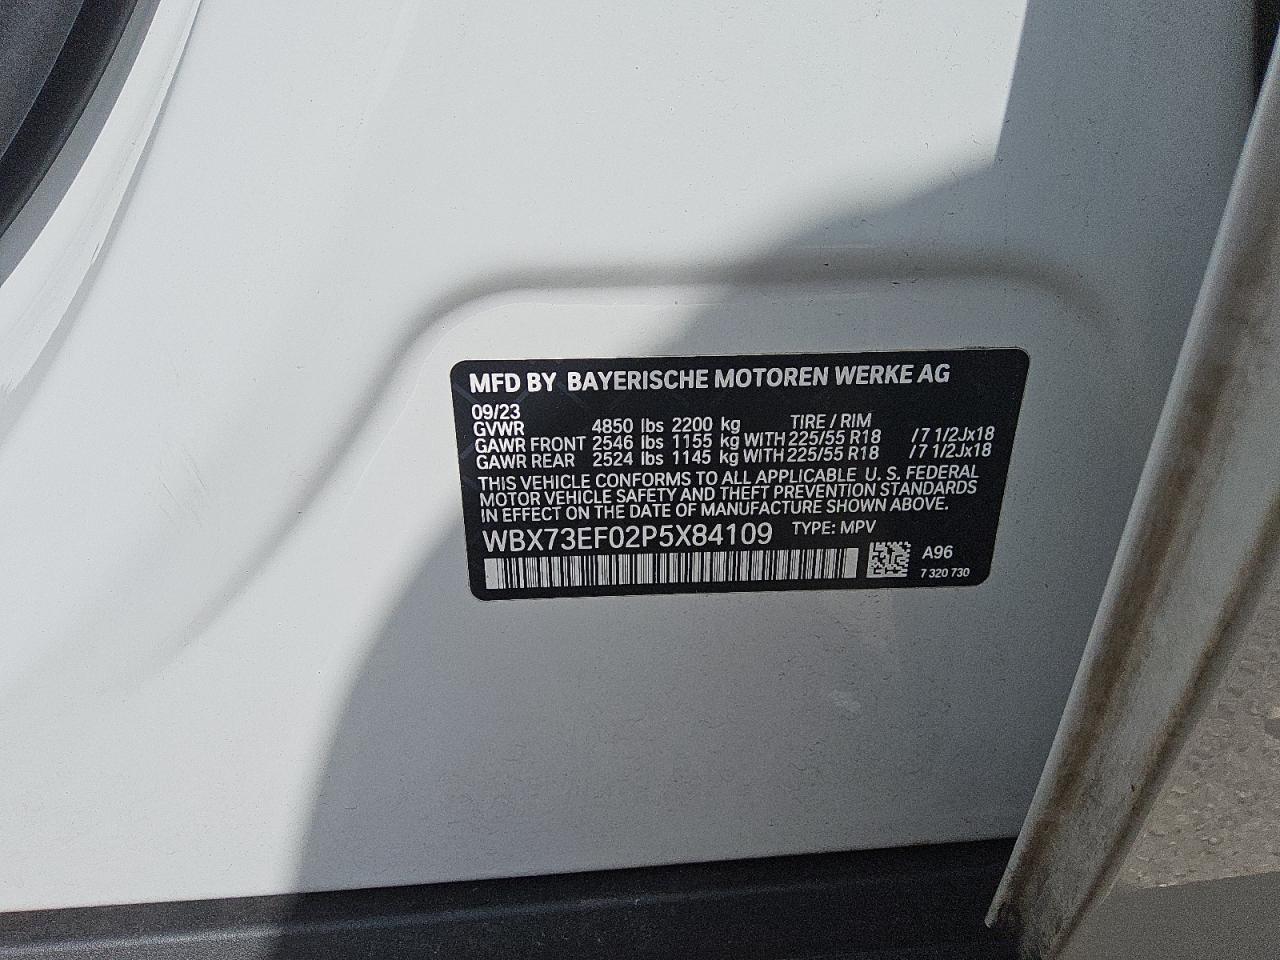 MFD BY BAYERISCHE MOTOREN WERKE AG
09/23
GVWR 4850 lbs 2200 kg TIRE / RIM
GAWR FRONT 2546 lbs 1155 kg WITH 225/55 R18 /7 1/2Jx18
GAWR REAR 2524 lbs 1145 kg WITH 225/55 R18 /7 1/2Jx18
THIS VEHICLE CONFORMS TO ALL APPLICABLE U. S. FEDERAL
MOTOR VEHICLE SAFETY AND THEFT PREVENTION STANDARDS
IN EFFECT ON THE DATE OF MANUFACTURE SHOWN ABOVE.
WBX73EF02P5X84109 TYPE: MPV
A96
7 320 730